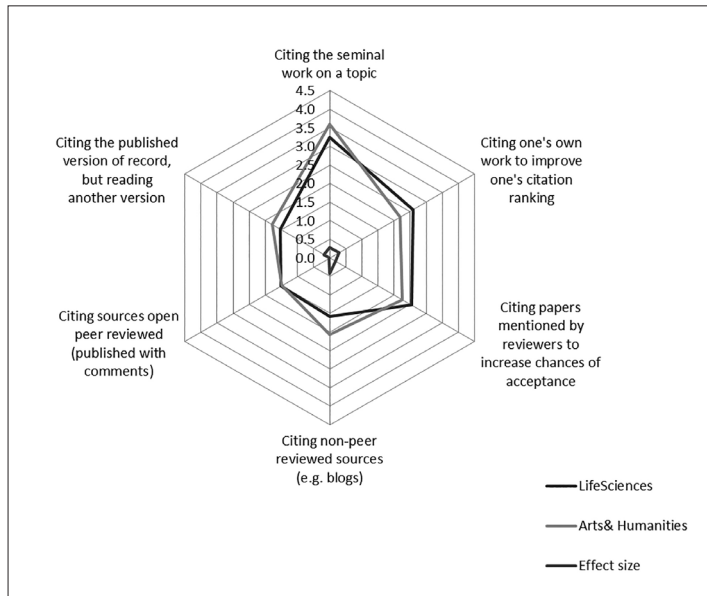 Citing the seminal
work on a topic
4.5
4.0
3.5
3.0
2.5
2.0
1.5
1.0
0.5
0.0
Citing one's own
work to improve
one's citation
ranking
Citing papers
mentioned by
reviewers to
increase chances of
acceptance
Citing non-peer
reviewed sources
(e.g. blogs)
Citing sources open
peer reviewed
(published with
comments)
Citing the published
version of record,
but reading
another version
LifeSciences
Arts& Humanities
Effect size